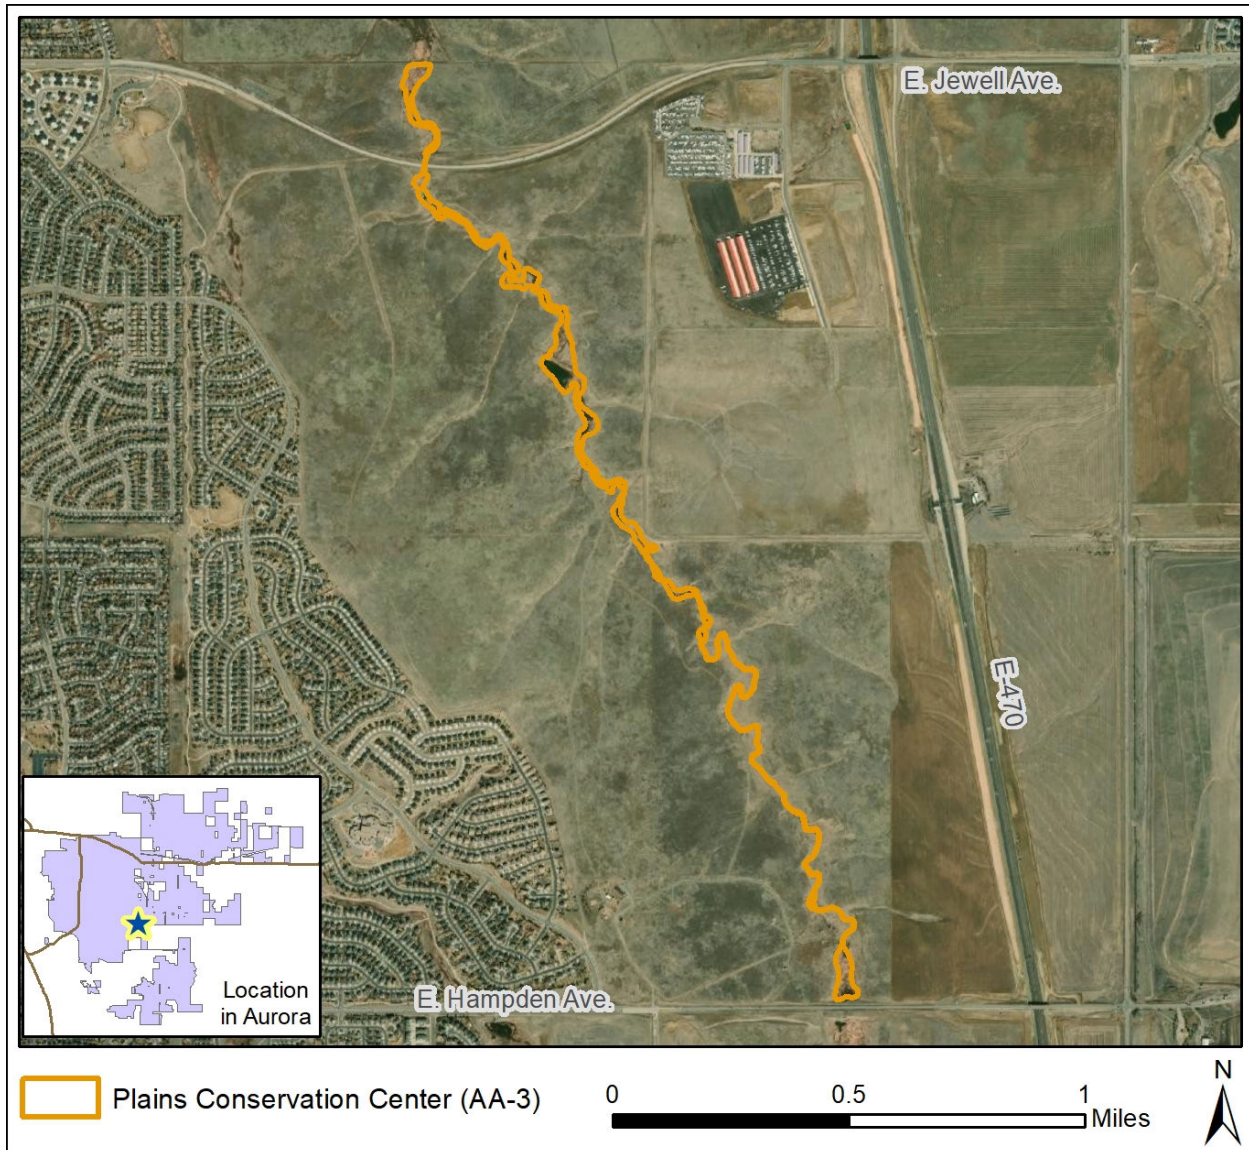 E. Jewell Ave.
E-470
E. Hampden Ave.
Location
in Aurora
Plains Conservation Center (AA-3)
0 0.5 1
Miles
N